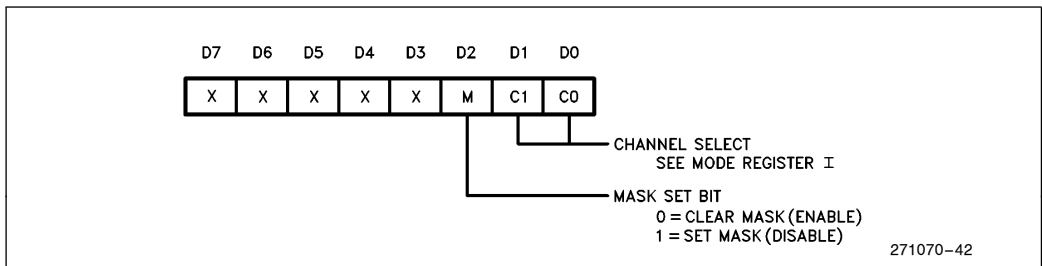 D7 D6 D5 D4 D3 D2 D1 D0
X X X X X M C1 C0
CHANNEL SELECT
SEE MODE REGISTER I
MASK SET BIT
0 = CLEAR MASK (ENABLE)
1 = SET MASK (DISABLE)
271070–42